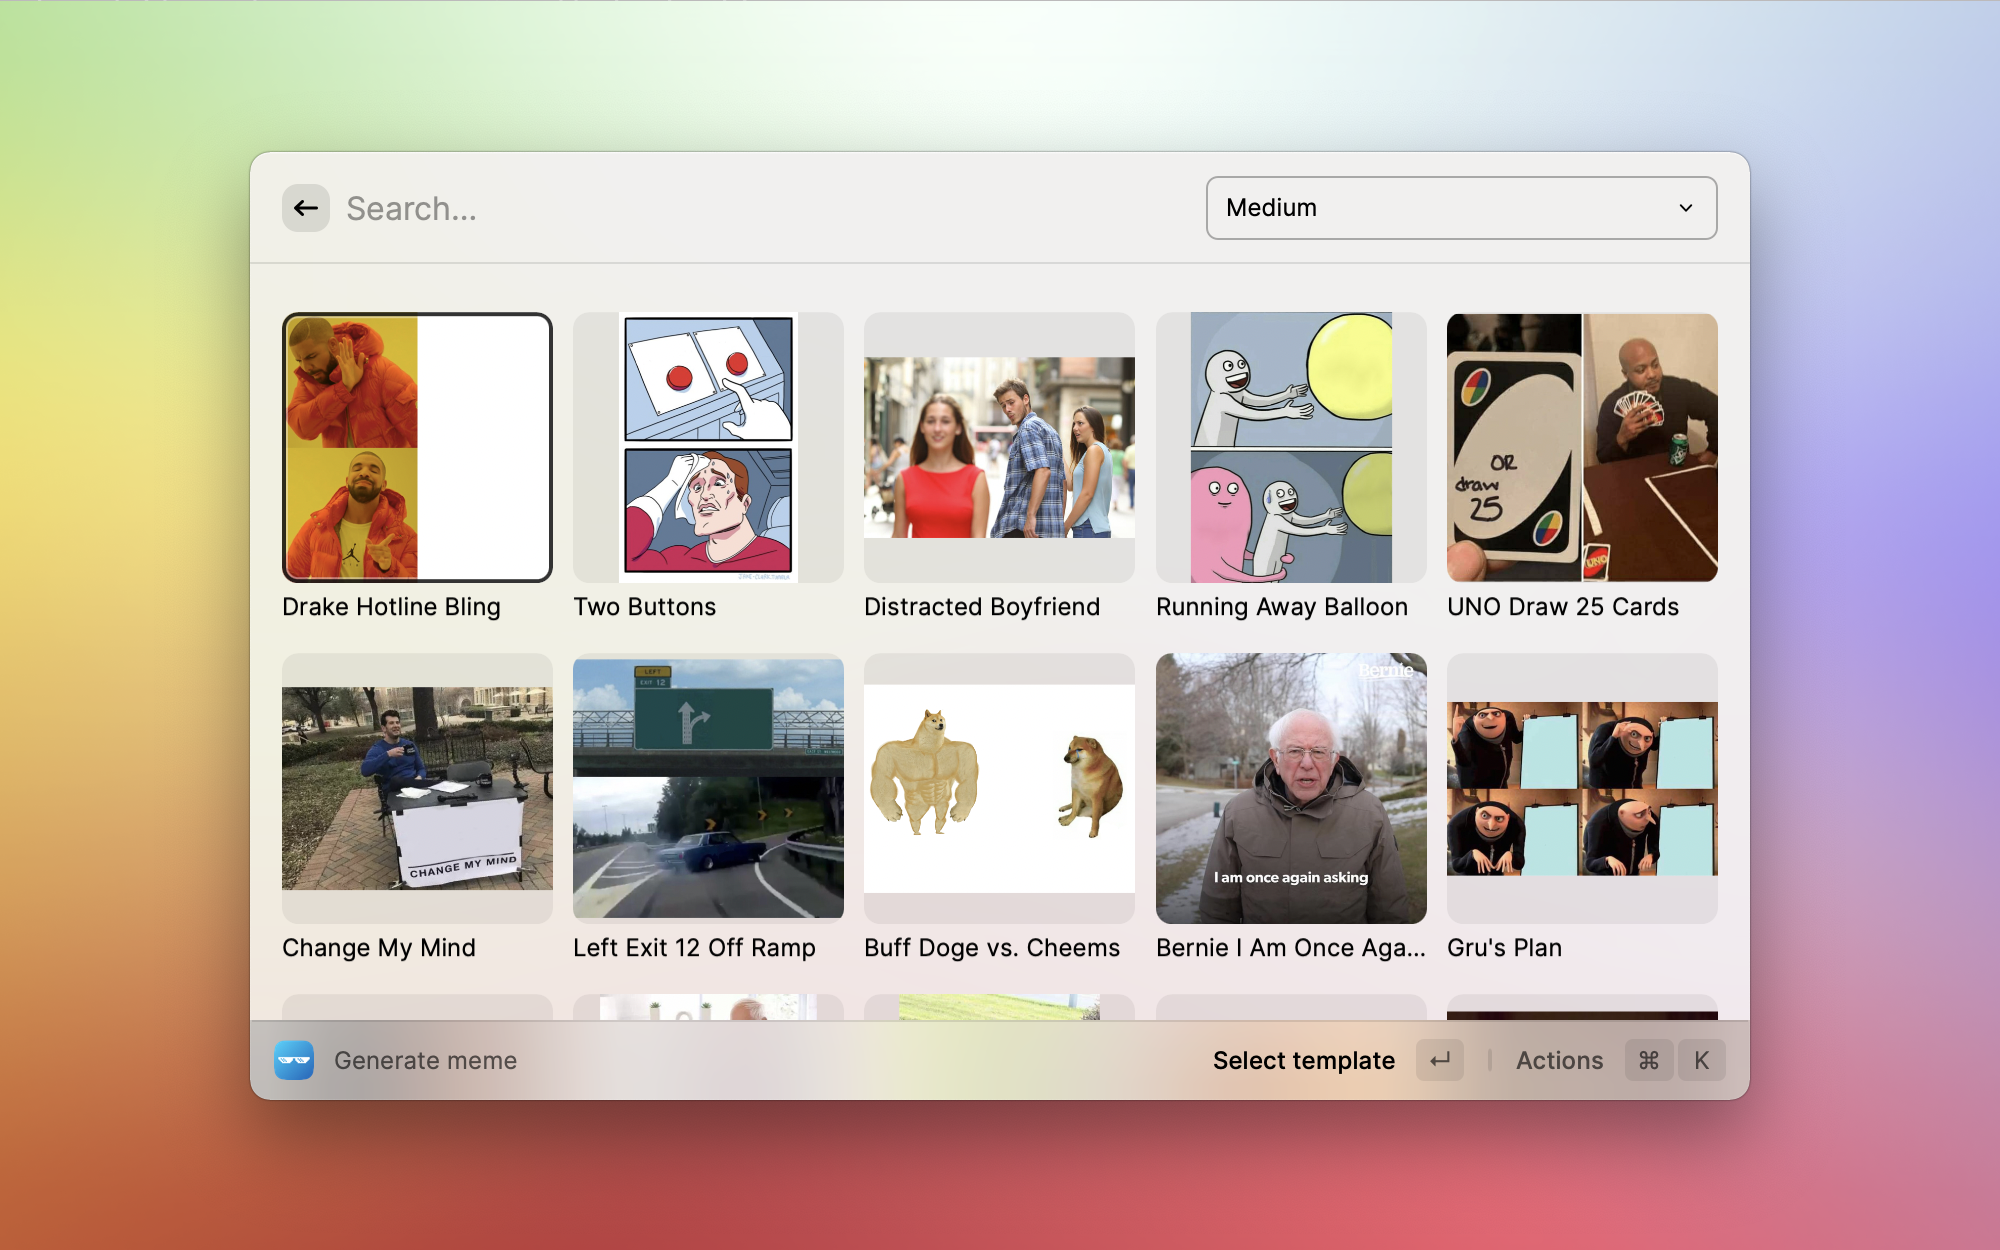 Search...
Medium
OR
draw
25
UNO
Drake Hotline Bling
Two Buttons
Distracted Boyfriend
Running Away Balloon
UNO Draw 25 Cards
CHANGE MY MIND
LEFT
EXIT 12
Bernie
I am once again asking
Change My Mind
Left Exit 12 Off Ramp
Buff Doge vs. Cheems
Bernie I Am Once Aga...
Gru's Plan
Generate meme
Select template
Actions
⌘
K